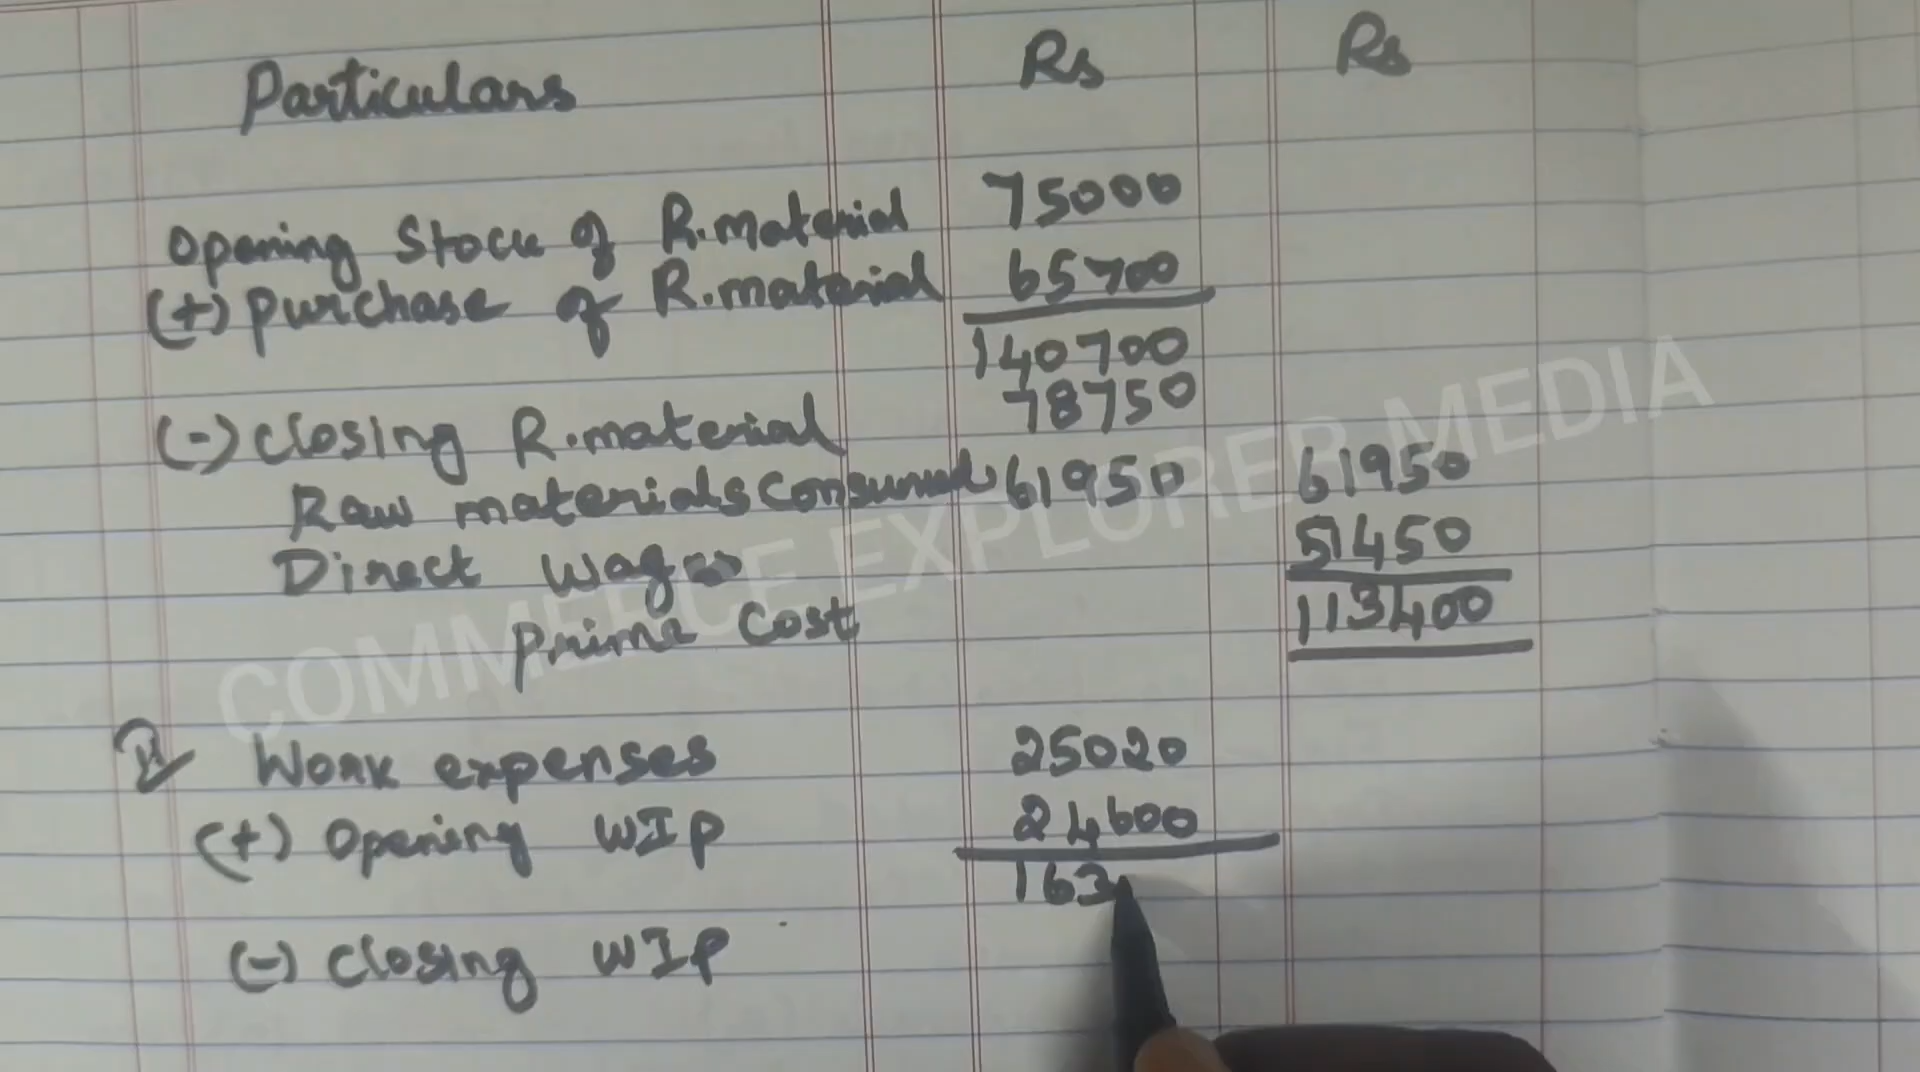 Particulars Rs Rs
Opening Stock of R.material 75000
(+) purchase of R.material 65700
140700
(-) closing R.material 78750
Raw materials consumed 61950 61950
Direct wages 51450
prime cost 113400
Work expenses 25020
(+) Opening WIP 24600
163
(-) closing WIP
COMMERCE EXPLORER MEDIA